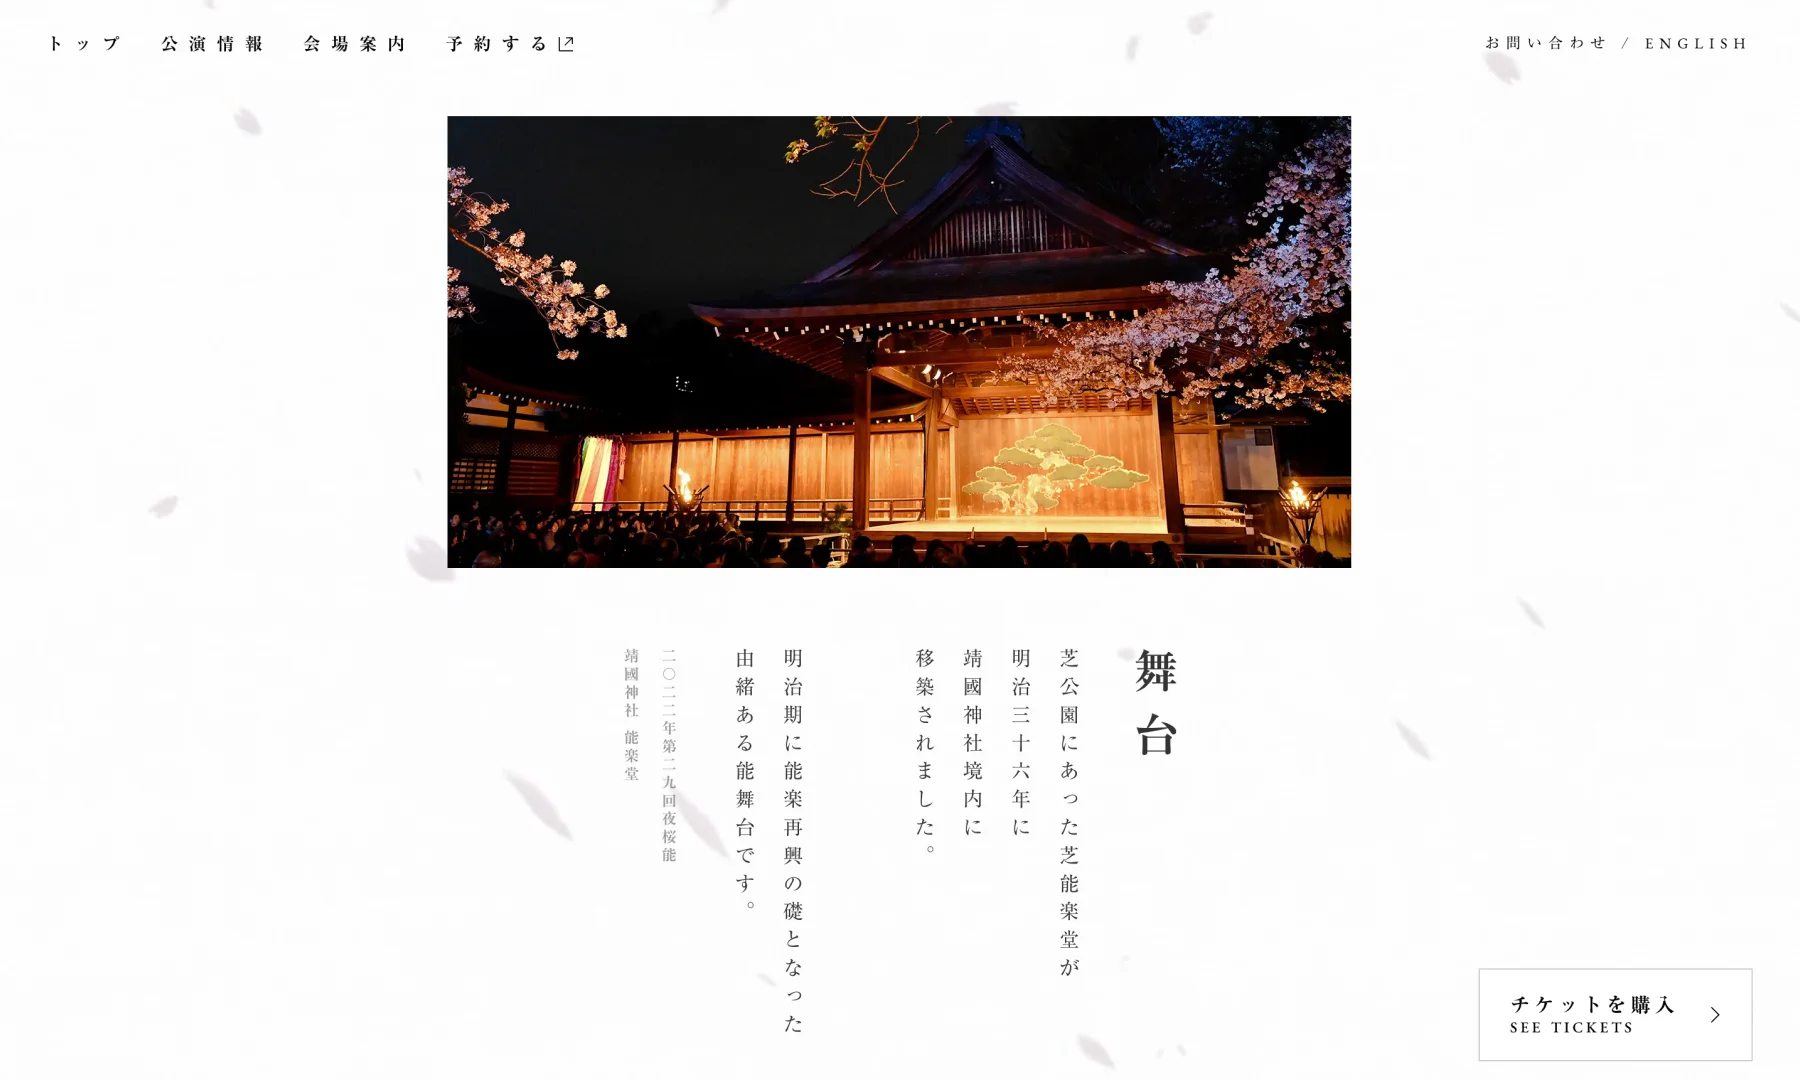 トップ
公演情報
会場案内
予約する
お問い合わせ / ENGLISH
舞台
芝公園にあった芝能楽堂が
明治三十六年に
靖國神社境内に
移築されました。
明治期に能楽再興の礎となった
由緒ある能舞台です。
二〇二二年第二九回夜桜能
靖國神社 能楽堂
チケットを購入
SEE TICKETS